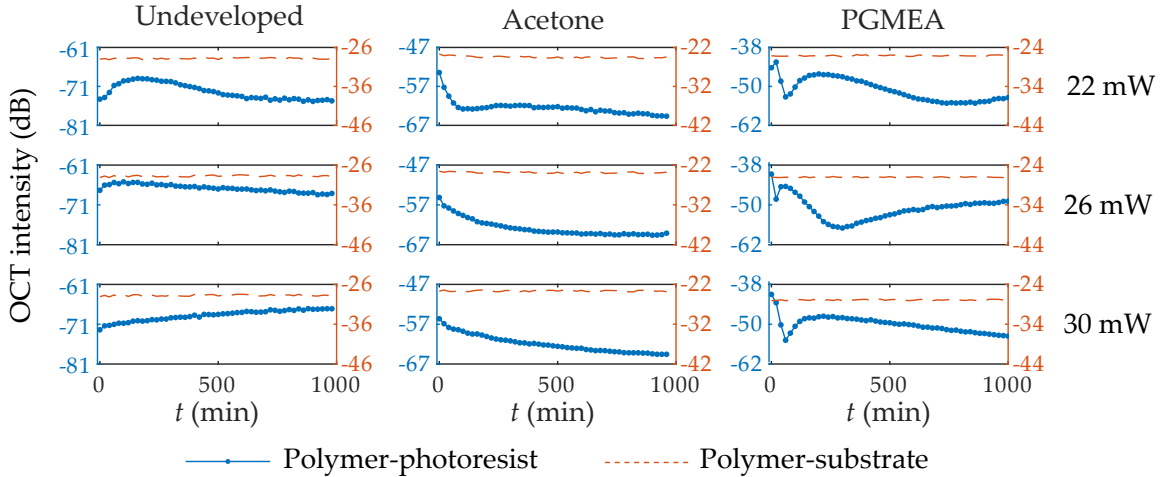 Undeveloped Acetone PGMEA
-61 -26 -47 -22 -38 -24
-71 -36 -57 -32 -50 -34 22 mW
-81 -46 -67 -42 -62 -44
-61 -26 -47 -22 -38 -24
-71 -36 -57 -32 -50 -34 26 mW
-81 -46 -67 -42 -62 -44
-61 -26 -47 -22 -38 -24
-71 -36 -57 -32 -50 -34 30 mW
-81 -46 -67 -42 -62 -44
0 500 1000 0 500 1000 0 500 1000
t (min) t (min) t (min)
OCT intensity (dB)
Polymer-photoresist Polymer-substrate